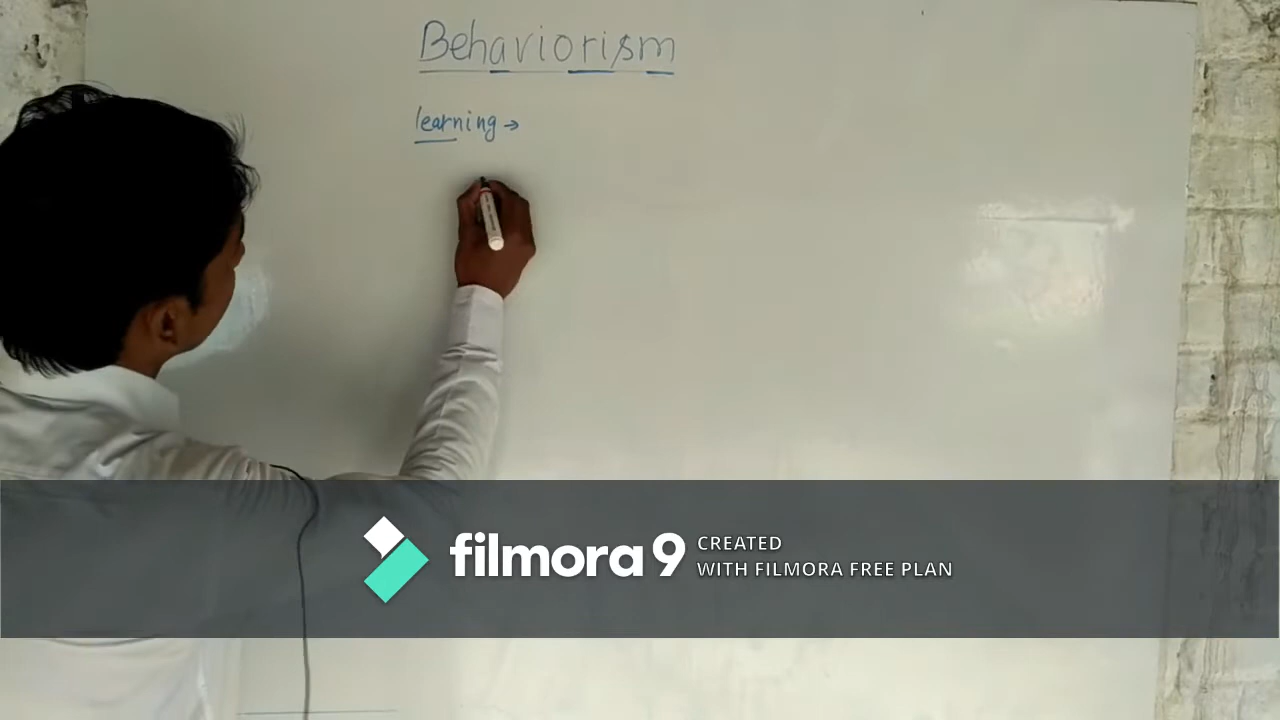 Behaviorism
learning →
filmora 9
CREATED
WITH FILMORA FREE PLAN